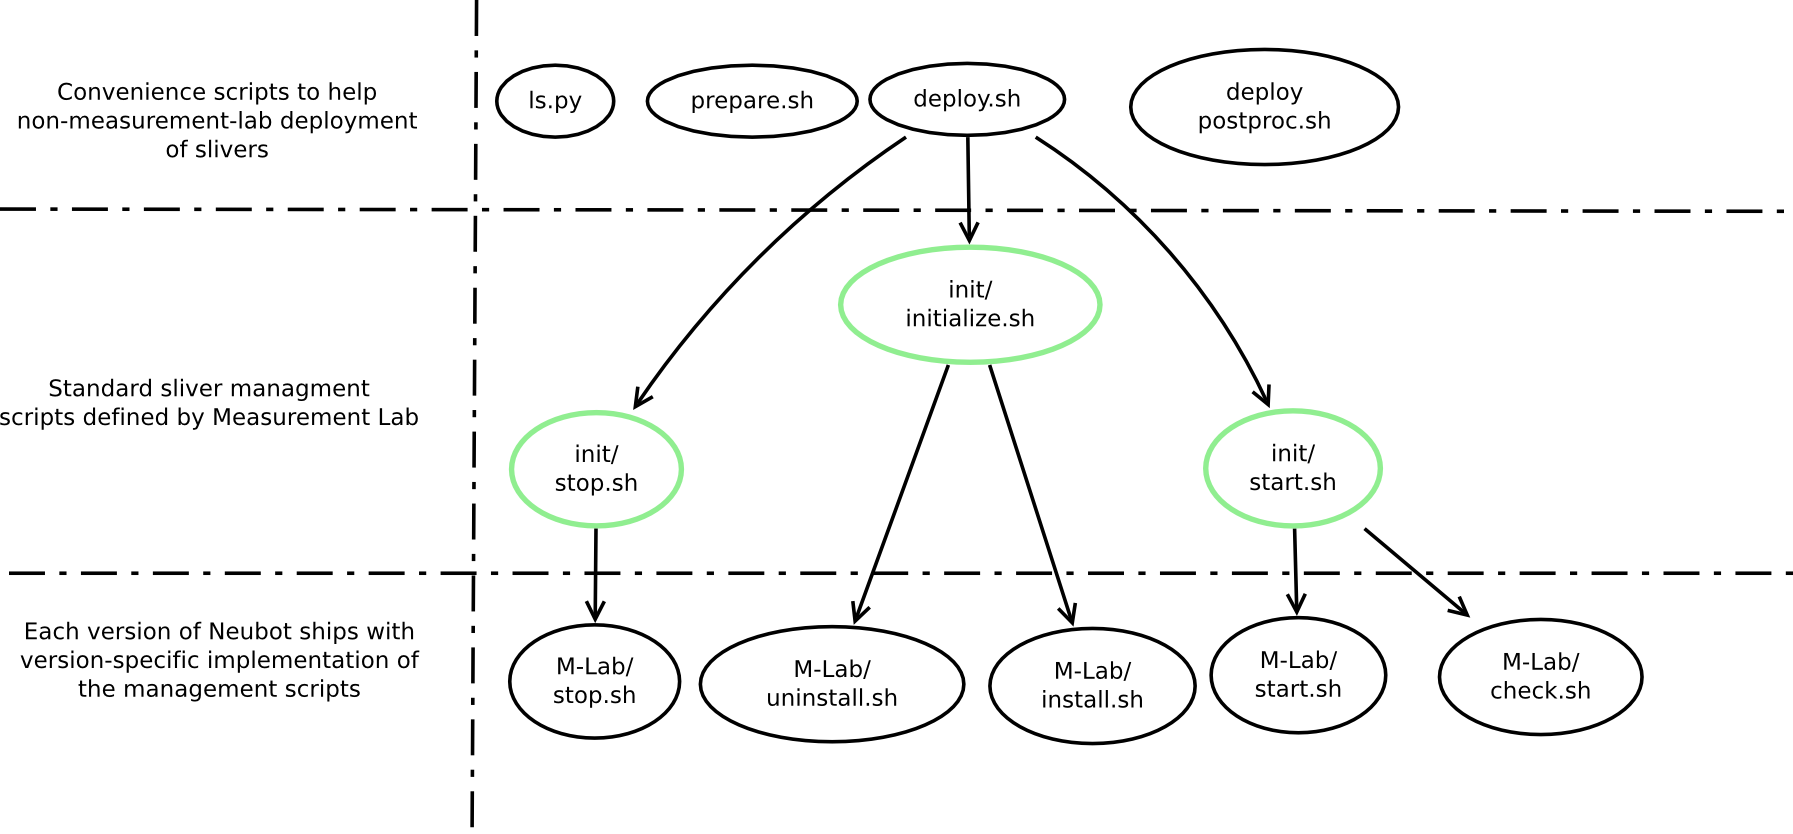 Convenience scripts to help
non-measurement-lab deployment
of slivers
ls.py
prepare.sh
deploy.sh
deploy
postproc.sh
Standard sliver managment
scripts defined by Measurement Lab
init/
initialize.sh
init/
stop.sh
init/
start.sh
Each version of Neubot ships with
version-specific implementation of
the management scripts
M-Lab/
stop.sh
M-Lab/
uninstall.sh
M-Lab/
install.sh
M-Lab/
start.sh
M-Lab/
check.sh